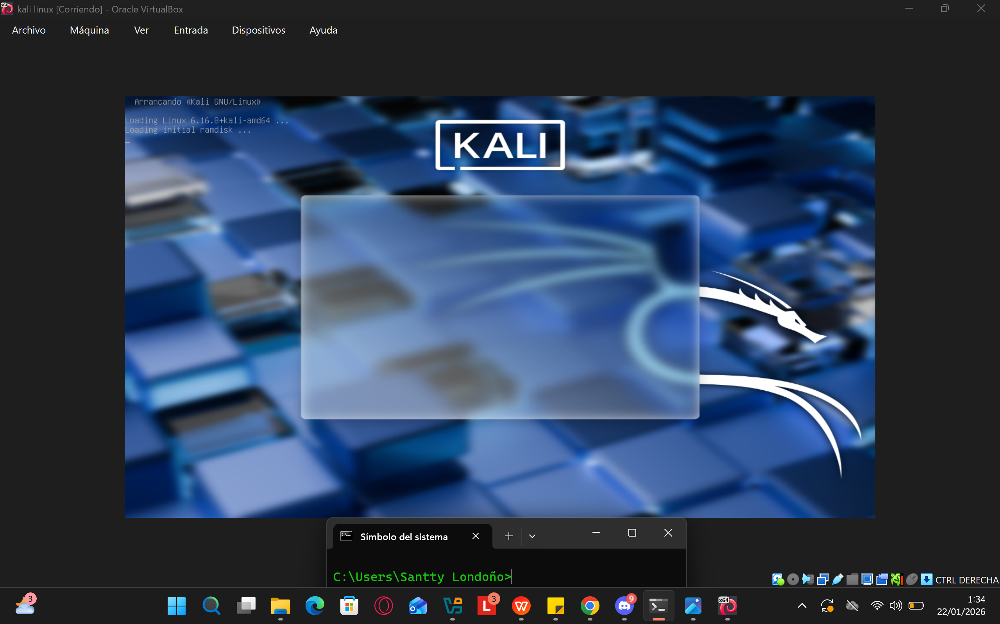 kali linux [Corriendo] - Oracle VirtualBox
Archivo Máquina Ver Entrada Dispositivos Ayuda
Arrancando «Kali GNU/Linux»
Loading Linux 6.16.8+kali-amd64 ...
Loading initial ramdisk ...
_
KALI
Símbolo del sistema
C:\Users\Santty Londoño>
CTRL DERECHA
3
3
9
x64
1:34
22/01/2026